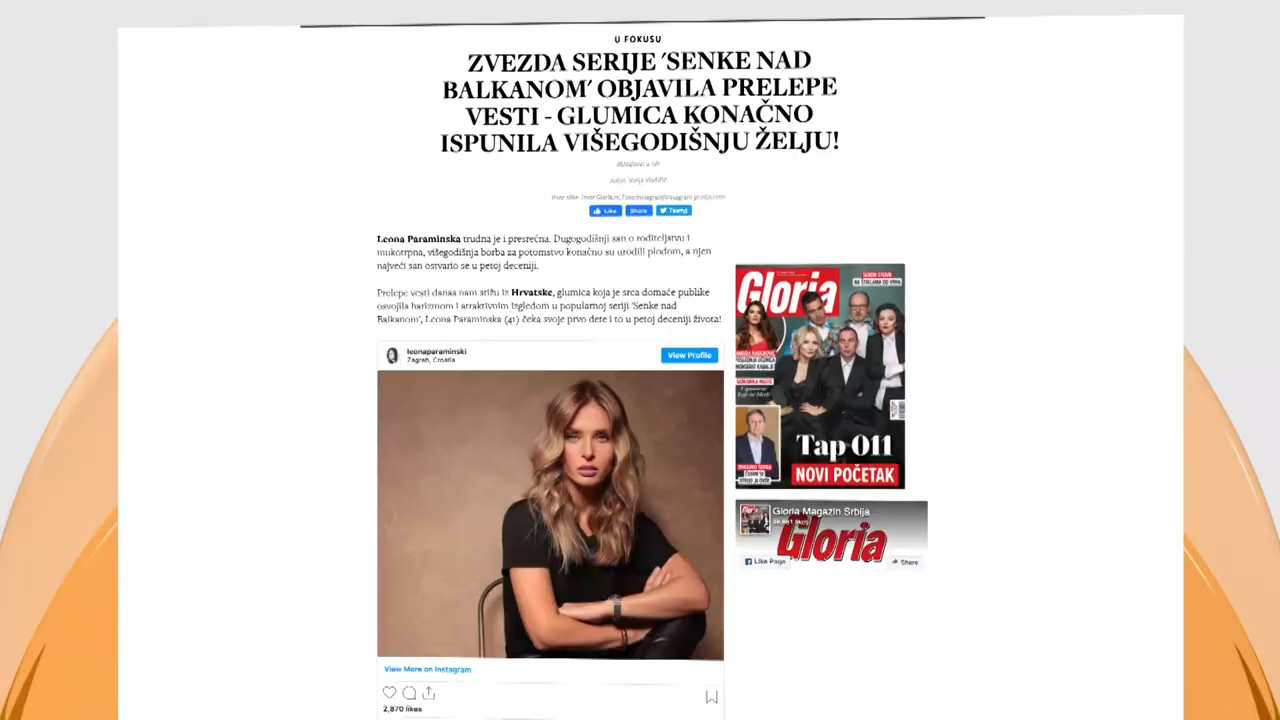 U FOKUSU
ZVEZDA SERIJE 'SENKE NAD
BALKANOM' OBJAVILA PRELEPE
VESTI - GLUMICA KONAČNO
ISPUNILA VIŠEGODIŠNJU ŽELJU!
Like Share Tweet
Leona Paraminska trudna je i presrećna. Dugogodišnji san o roditeljstvu i
mukotrpna, višegodišnja borba za potomstvo konačno su urodili plodom, a njen
najveći san ostvario se u petoj deceniji.
Prelepe vesti danas nam stižu iz Hrvatske, glumica koja je srca domaće publike
osvojila harizmom i atraktivnim izgledom u popularnoj seriji 'Senke nad
Balkanom', Leona Paraminska (41) čeka svoje prvo dete i to u petoj deceniji života!
leonaparaminski
Zagreb, Croatia
View Profile
View More on Instagram
2,870 likes
Gloria
Tap 011
NOVI POČETAK
Gloria Magazin Srbija
Gloria
Like Page
Share